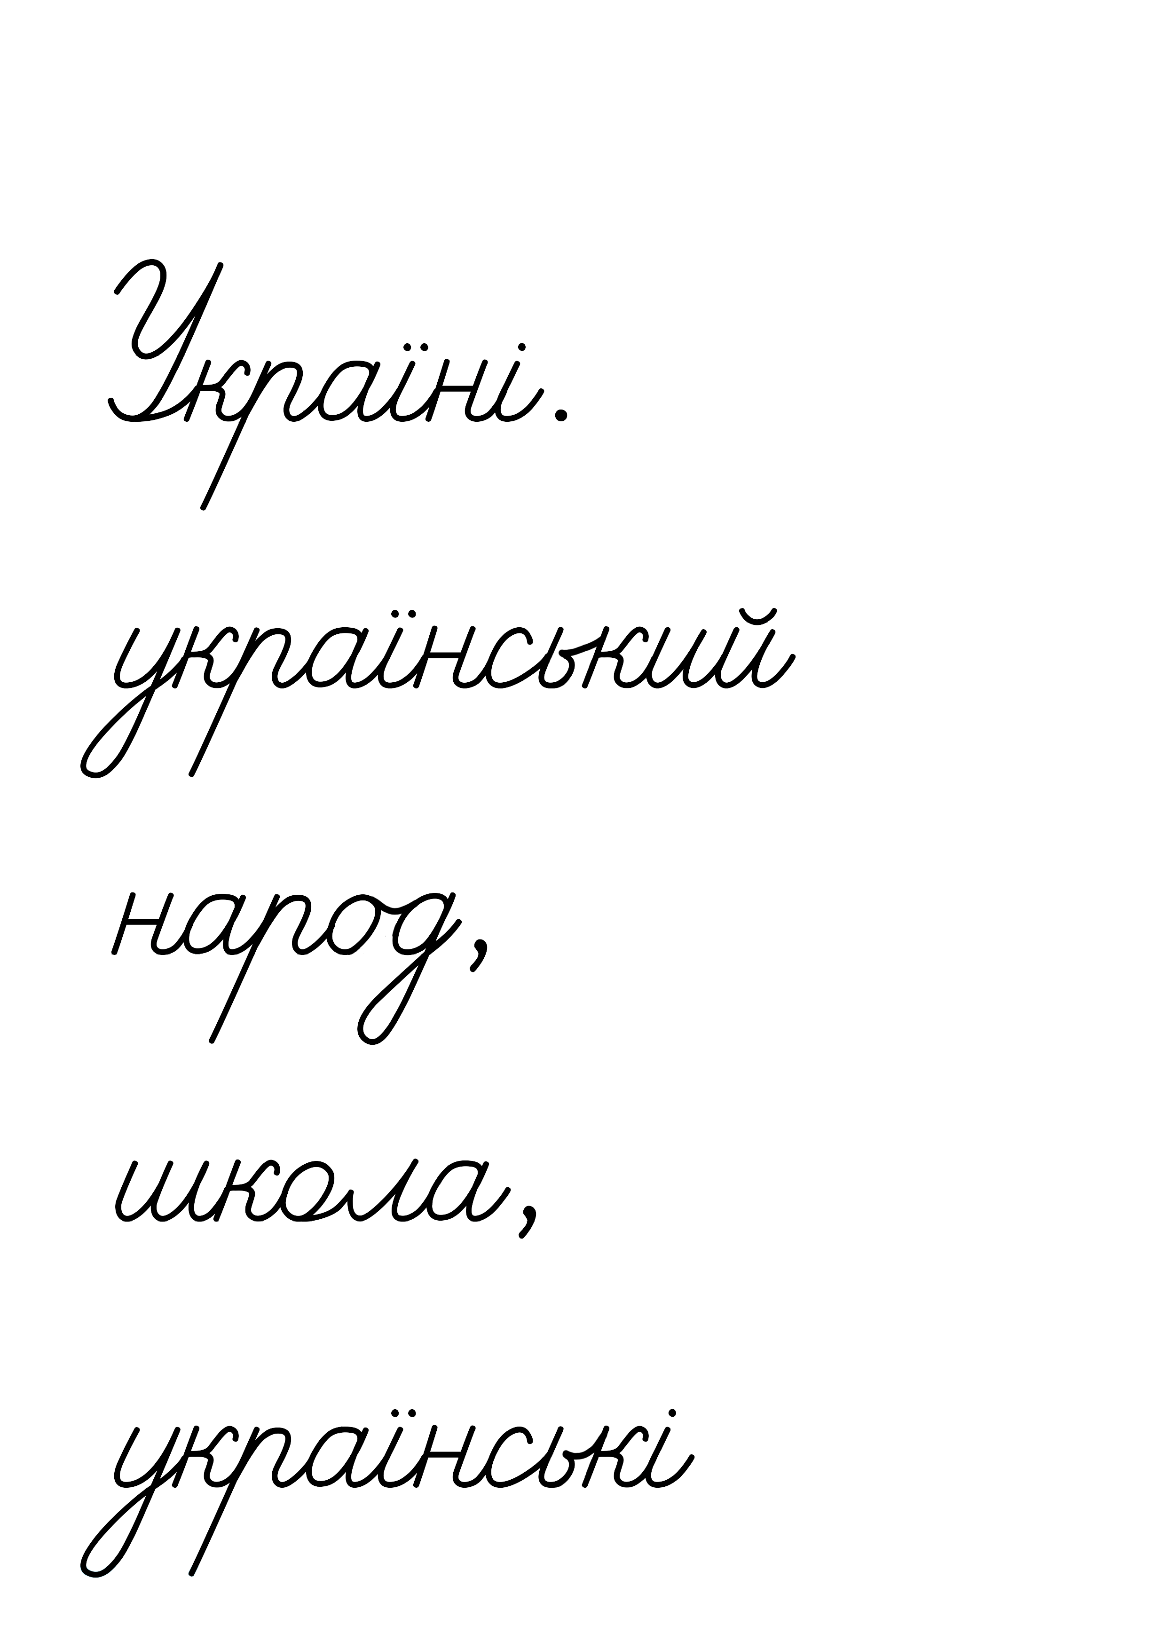 Україні.
український
народ,
школа,
українські